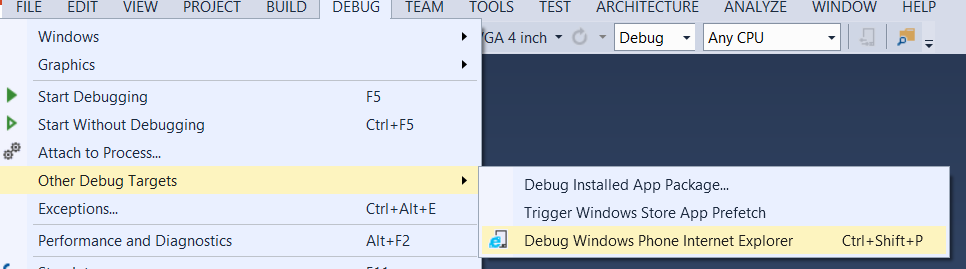 FILE EDIT VIEW PROJECT BUILD DEBUG TEAM TOOLS TEST ARCHITECTURE ANALYZE WINDOW HELP
Windows
4 inch Debug Any CPU
Graphics
Start Debugging F5
Start Without Debugging Ctrl+F5
Attach to Process...
Other Debug Targets
Debug Installed App Package...
Exceptions... Ctrl+Alt+E
Trigger Windows Store App Prefetch
Performance and Diagnostics Alt+F2
Debug Windows Phone Internet Explorer Ctrl+Shift+P